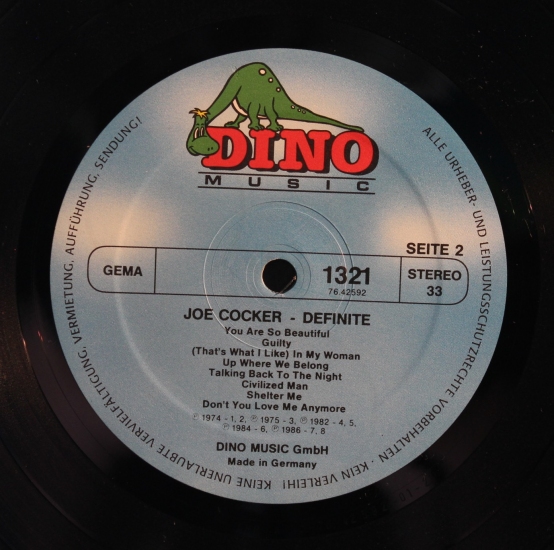 DINO
MUSIC
ALLE URHEBER- UND LEISTUNGSSCHUTZRECHTE VORBEHALTEN · KEIN VERLEIH! KEINE UNERLAUBTE VERVIELFÄLTIGUNG, VERMIETUNG, AUFFÜHRUNG, SENDUNG!
SEITE 2
GEMA
1321
76.42592
STEREO
33
JOE COCKER - DEFINITE
You Are So Beautiful
Guilty
(That's What I Like) In My Woman
Up Where We Belong
Talking Back To The Night
Civilized Man
Shelter Me
Don't You Love Me Anymore
℗ 1974 - 1, 2, ℗ 1975 - 3, ℗ 1982 - 4, 5,
℗ 1984 - 6, ℗ 1986 - 7, 8
DINO MUSIC GmbH
Made in Germany